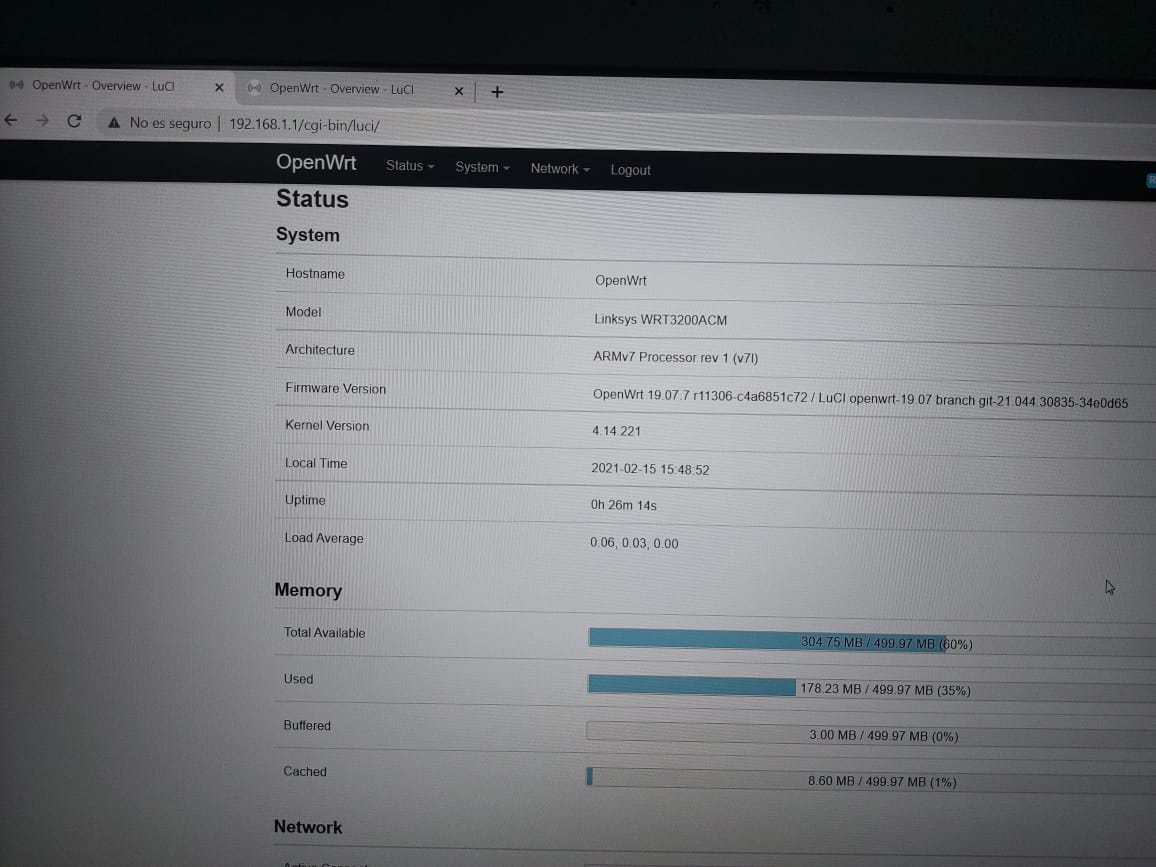 OpenWrt - Overview - LuCI OpenWrt - Overview - LuCI
No es seguro | 192.168.1.1/cgi-bin/luci/
OpenWrt Status System Network Logout
Status
System
Hostname OpenWrt
Model Linksys WRT3200ACM
Architecture ARMv7 Processor rev 1 (v7l)
Firmware Version OpenWrt 19.07.7 r11306-c4a6851c72 / LuCI openwrt-19.07 branch git-21.044.30835-34e0d65
Kernel Version 4.14.221
Local Time 2021-02-15 15:48:52
Uptime 0h 26m 14s
Load Average 0.06, 0.03, 0.00
Memory
Total Available 304.75 MB / 499.97 MB (60%)
Used 178.23 MB / 499.97 MB (35%)
Buffered 3.00 MB / 499.97 MB (0%)
Cached 8.60 MB / 499.97 MB (1%)
Network